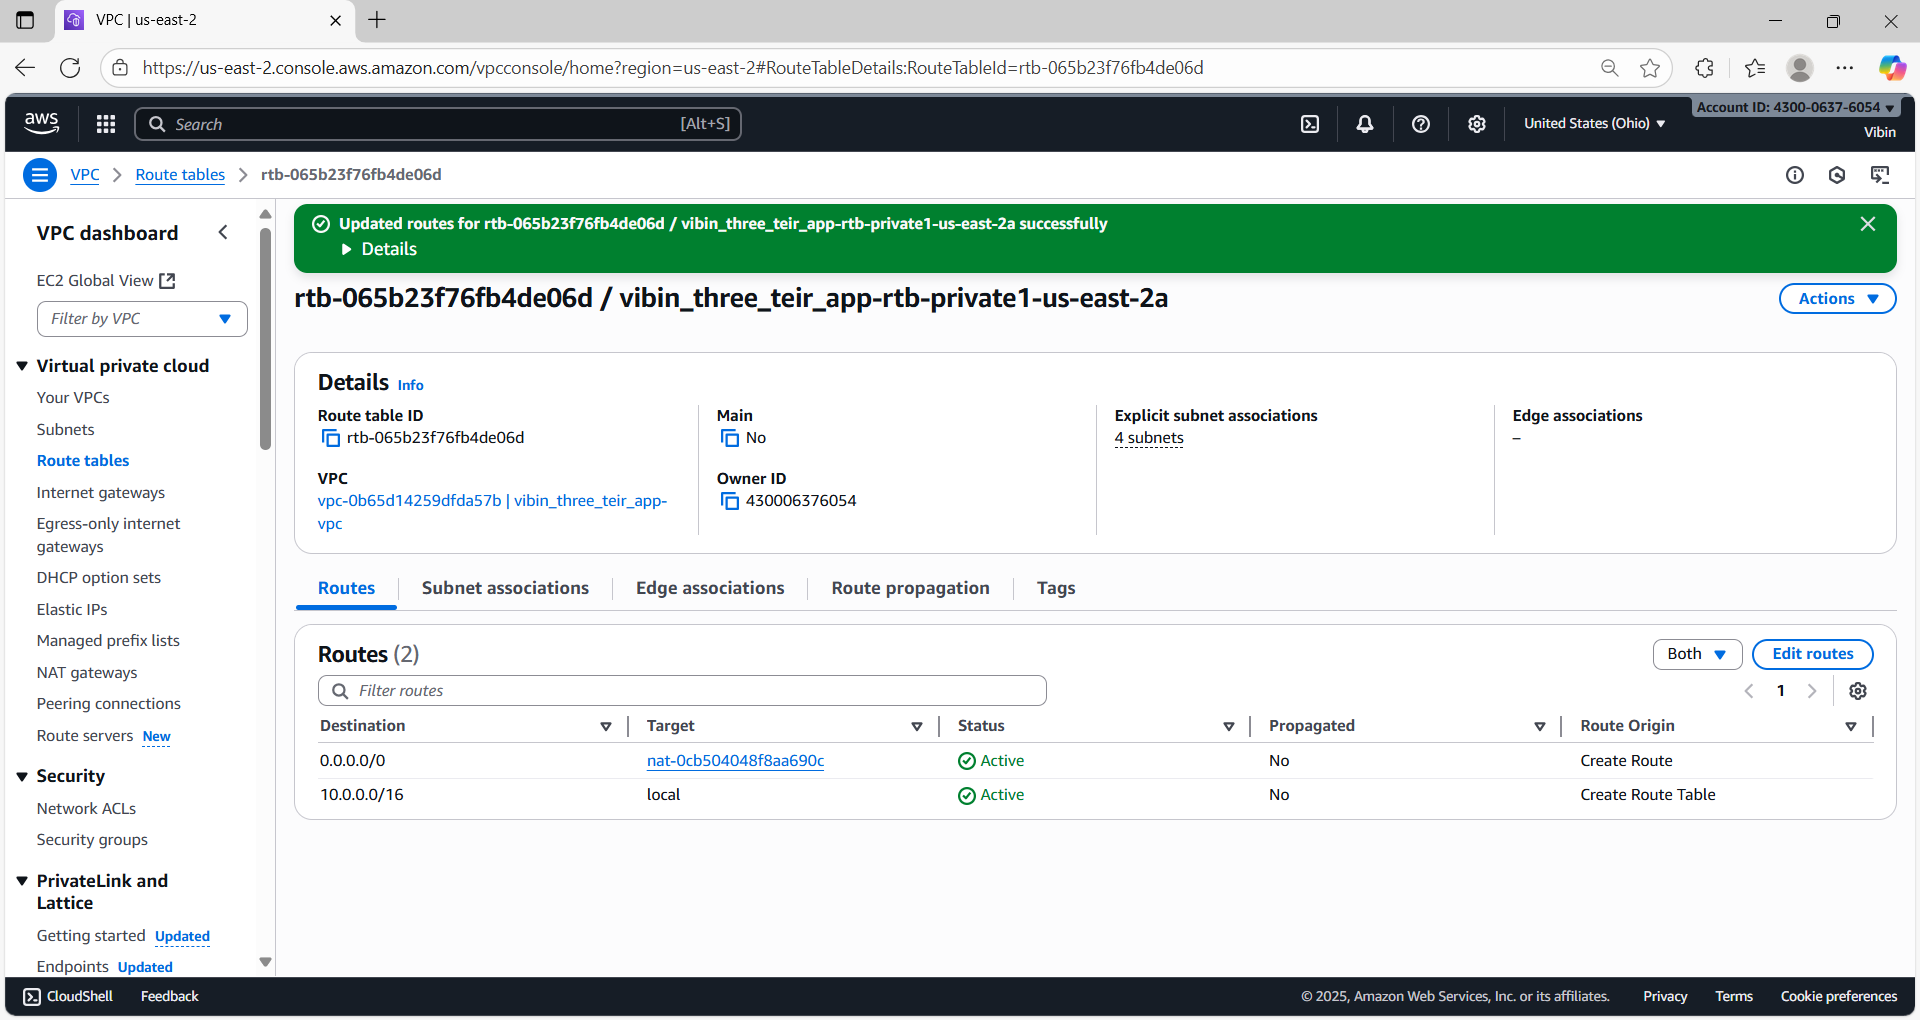 VPC | us-east-2
https://us-east-2.console.aws.amazon.com/vpcconsole/home?region=us-east-2#RouteTableDetails:RouteTableId=rtb-065b23f76fb4de06d
aws
Search [Alt+S]
United States (Ohio)
Account ID: 4300-0637-6054
Vibin
VPC > Route tables > rtb-065b23f76fb4de06d
VPC dashboard
EC2 Global View
Filter by VPC
Virtual private cloud
Your VPCs
Subnets
Route tables
Internet gateways
Egress-only internet
gateways
DHCP option sets
Elastic IPs
Managed prefix lists
NAT gateways
Peering connections
Route servers New
Security
Network ACLs
Security groups
PrivateLink and
Lattice
Getting started Updated
Endpoints Updated
Updated routes for rtb-065b23f76fb4de06d / vibin_three_teir_app-rtb-private1-us-east-2a successfully
Details
rtb-065b23f76fb4de06d / vibin_three_teir_app-rtb-private1-us-east-2a
Actions
Details Info
Route table ID
rtb-065b23f76fb4de06d
Main
No
Explicit subnet associations
4 subnets
Edge associations
–
VPC
vpc-0b65d14259dfda57b | vibin_three_teir_app-
vpc
Owner ID
430006376054
Routes Subnet associations Edge associations Route propagation Tags
Routes (2)
Both Edit routes
Filter routes
1
Destination Target Status Propagated Route Origin
0.0.0.0/0 nat-0cb504048f8aa690c Active No Create Route
10.0.0.0/16 local Active No Create Route Table
CloudShell Feedback © 2025, Amazon Web Services, Inc. or its affiliates. Privacy Terms Cookie preferences